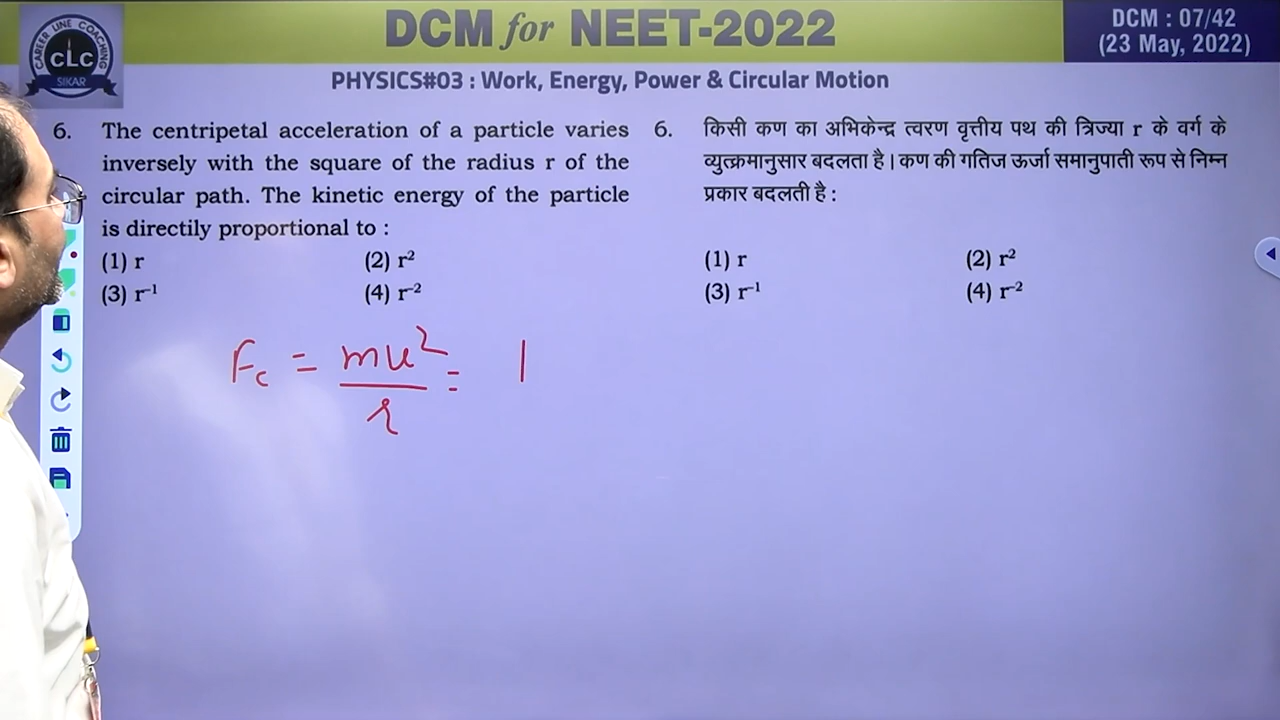 DCM for NEET-2022
DCM : 07/42
(23 May, 2022)
CAREER LINE COACHING
CLC
SIKAR
PHYSICS#03 : Work, Energy, Power & Circular Motion
6. The centripetal acceleration of a particle varies
inversely with the square of the radius r of the
circular path. The kinetic energy of the particle
is directily proportional to :
(1) r (2) r²
(3) r⁻¹ (4) r⁻²
6. किसी कण का अभिकेन्द्र त्वरण वृत्तीय पथ की त्रिज्या r के वर्ग के
व्युत्क्रमानुसार बदलता है। कण की गतिज ऊर्जा समानुपाती रूप से निम्न
प्रकार बदलती है :
(1) r (2) r²
(3) r⁻¹ (4) r⁻²
Fc = mu²/r = 1